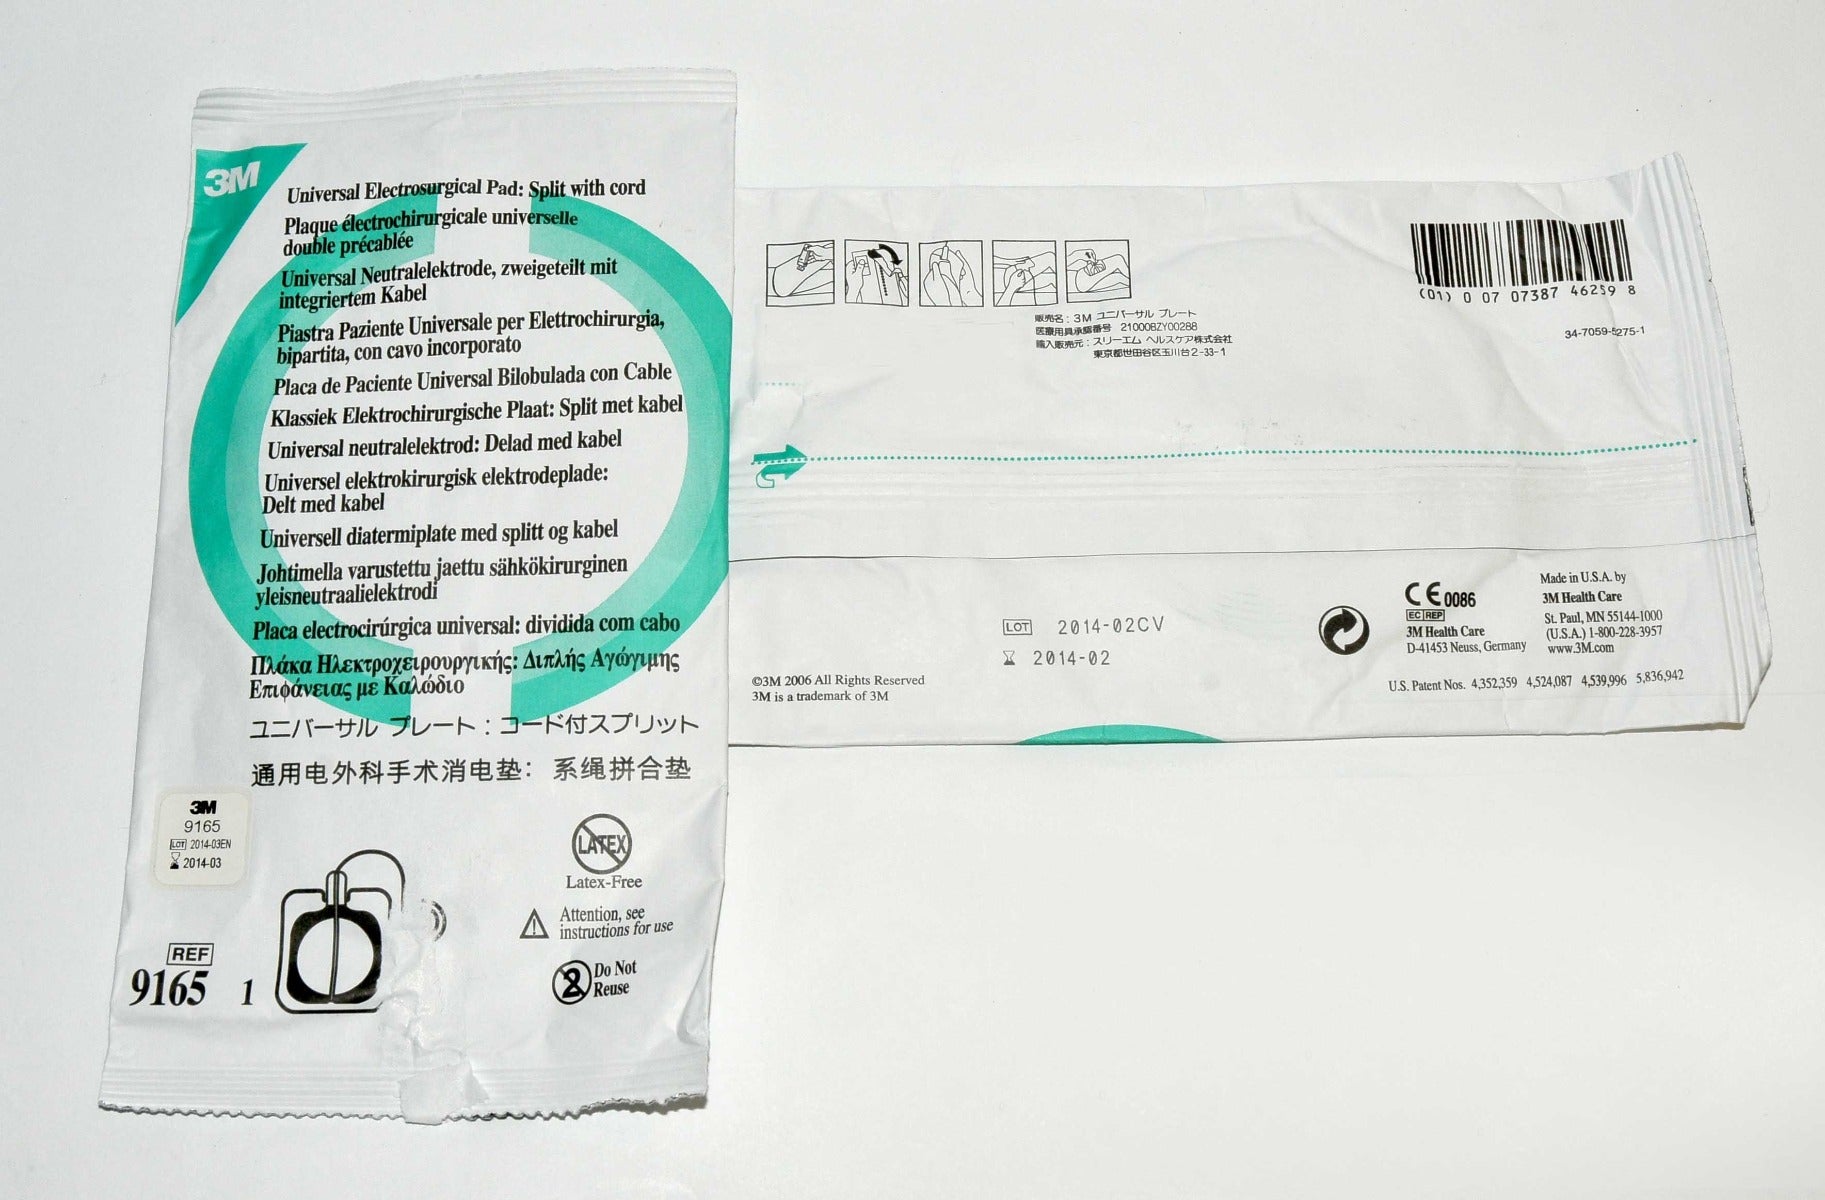 3M
Universal Electrosurgical Pad: Split with cord
Plaque électrochirurgicale universelle
double précablée
Universal Neutralelektrode, zweigeteilt mit
integriertem Kabel
Piastra Paziente Universale per Elettrochirurgia,
bipartita, con cavo incorporato
Placa de Paciente Universal Bilobulada con Cable
Klassiek Elektrochirurgische Plaat: Split met kabel
Universal neutralelektrod: Delad med kabel
Universel elektrokirurgisk elektrodeplade:
Delt med kabel
Universell diatermiplate med splitt og kabel
Johtimella varustettu jaettu sähkökirurginen
yleisneutraalielektrodi
Placa electrocirúrgica universal: dividida com cabo
Πλάκα Ηλεκτροχειρουργικής: Διπλής Αγώγιμης
Επιφάνειας με Καλώδιο
ユニバーサル プレート：コード付スプリット
通用电外科手术消电垫：系绳拼合垫
3M
9165
LOT 2014-03EN
2014-03
REF
9165 1
LATEX
Latex-Free
Attention, see
instructions for use
2 Do Not
Reuse
(01) 0 07 07387 46259 8
34-7059-5275-1
販売名：3M ユニバーサル プレート
医療用具承認番号 21000BZY00288
輸入販売元：スリーエム ヘルスケア株式会社
東京都世田谷区玉川台2-33-1
LOT 2014-02CV
2014-02
©3M 2006 All Rights Reserved
3M is a trademark of 3M
CE 0086
EC REP
3M Health Care
D-41453 Neuss, Germany
Made in U.S.A. by
3M Health Care
St. Paul, MN 55144-1000
(U.S.A.) 1-800-228-3957
www.3M.com
U.S. Patent Nos. 4,352,359 4,524,087 4,539,996 5,836,942